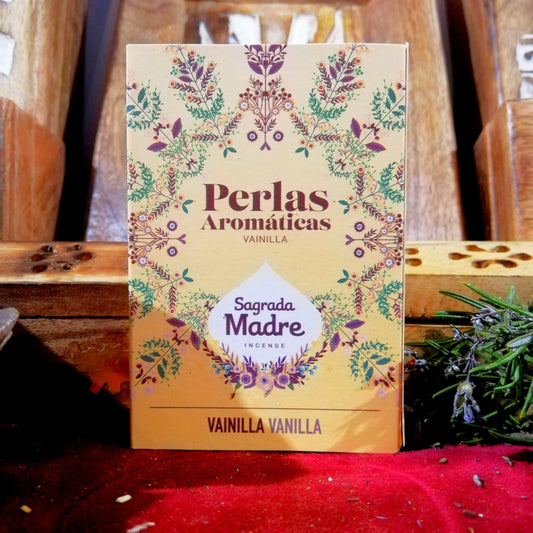 Perlas
Aromáticas
VAINILLA
Sagrada
Madre
INCENSE
VAINILLA VANILLA